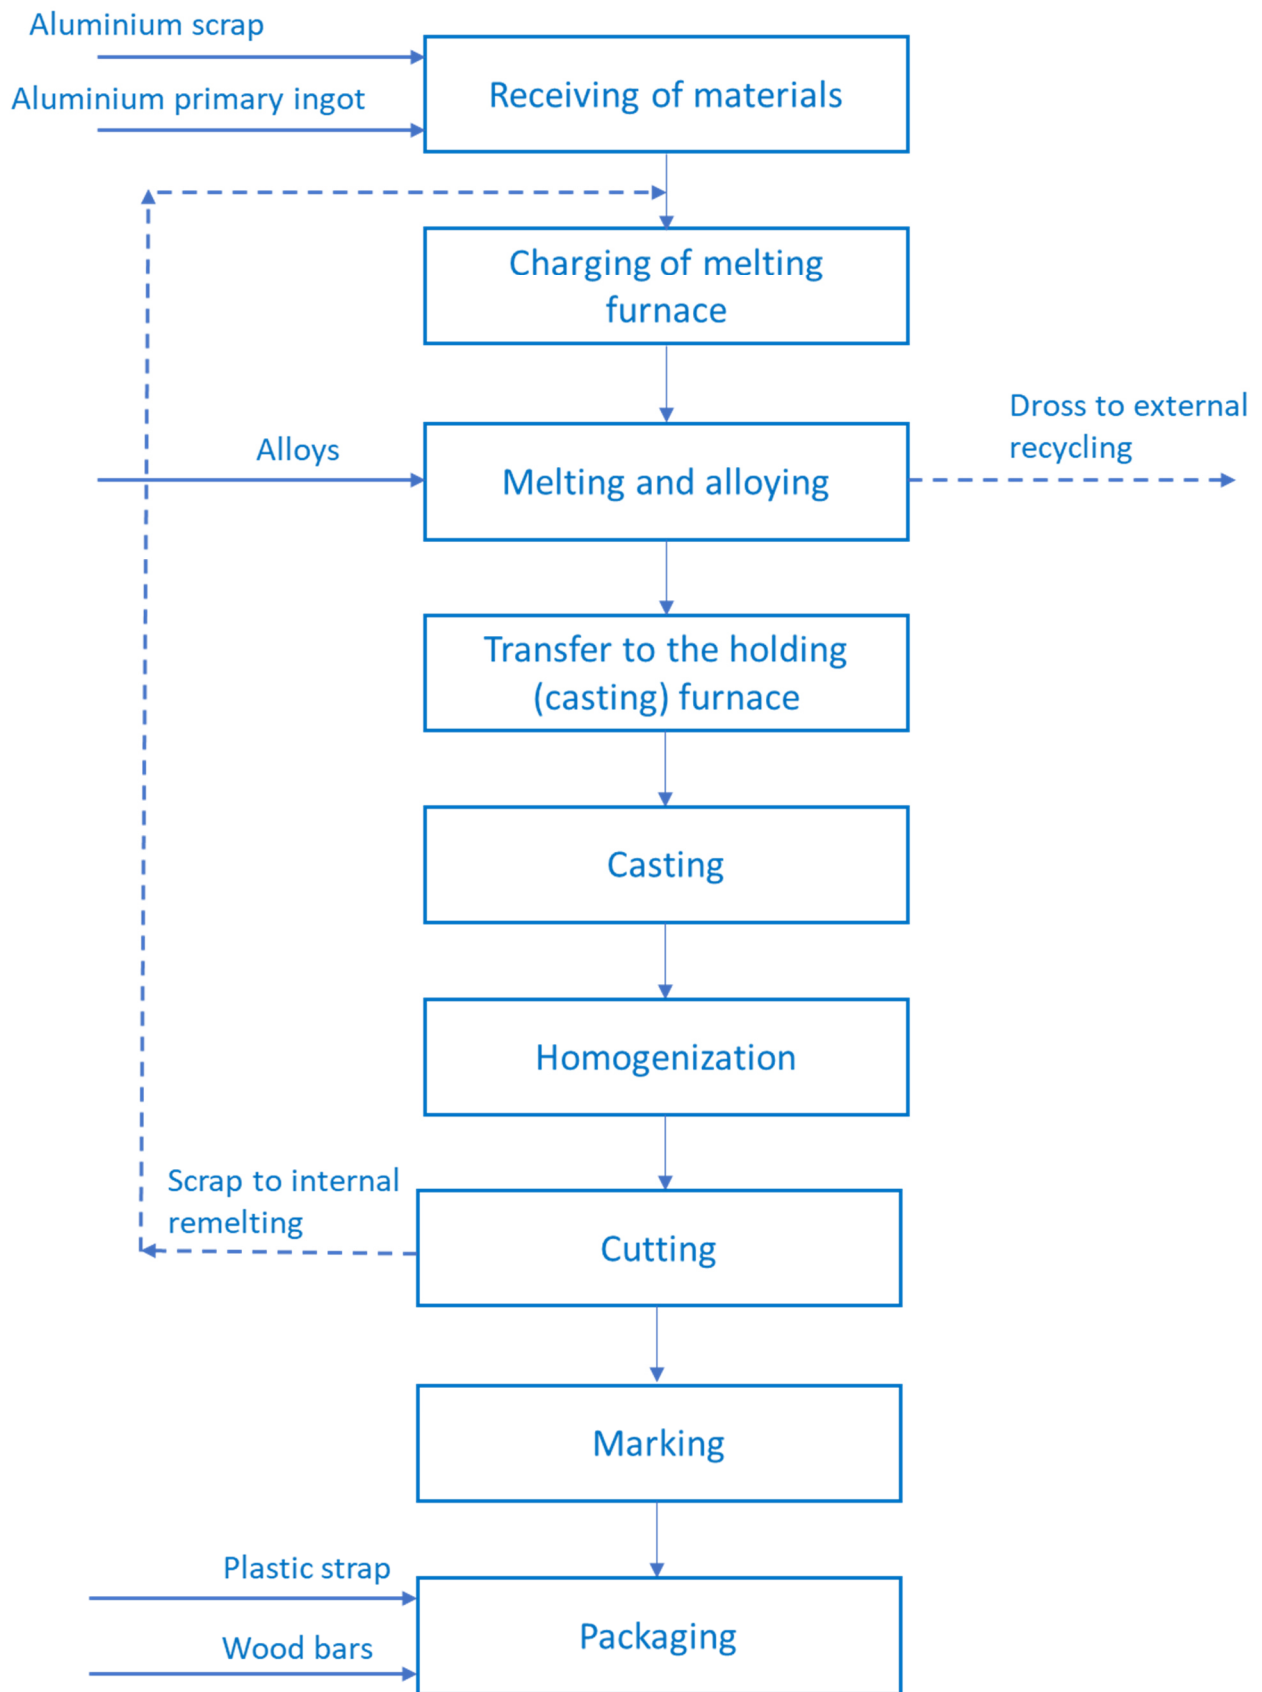 Aluminium scrap
Aluminium primary ingot
Receiving of materials
Charging of melting
furnace
Alloys
Melting and alloying
Dross to external
recycling
Transfer to the holding
(casting) furnace
Casting
Homogenization
Scrap to internal
remelting
Cutting
Marking
Plastic strap
Wood bars
Packaging